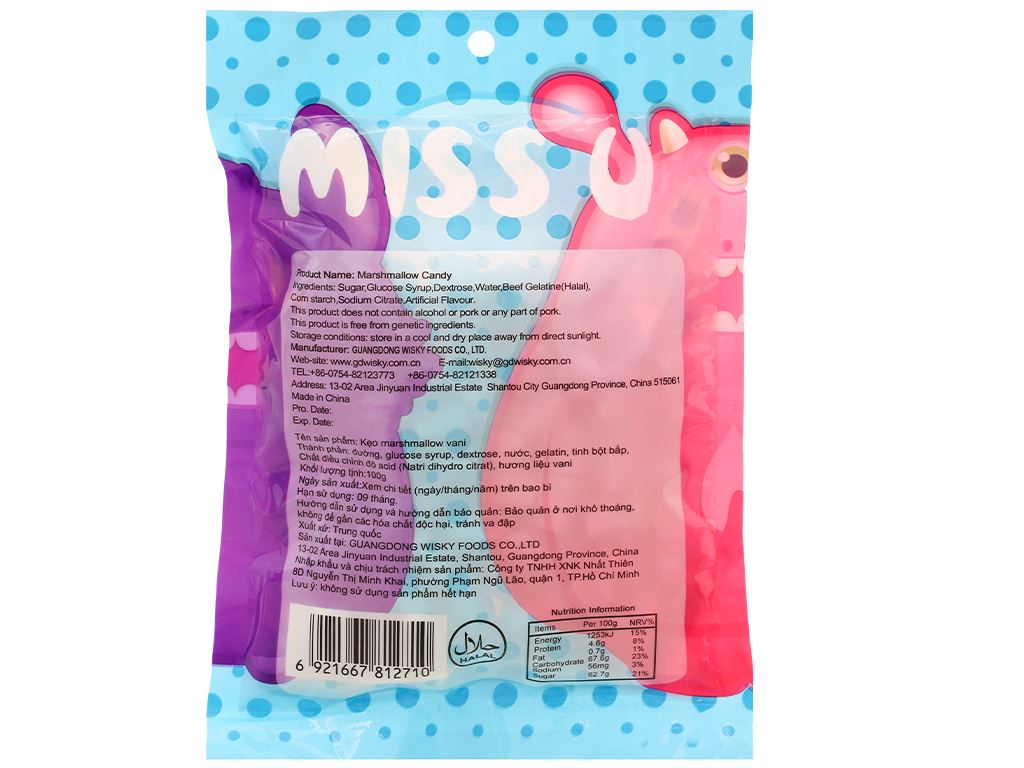 MISS U
Product Name: Marshmallow Candy
Ingredients: Sugar,Glucose Syrup,Dextrose,Water,Beef Gelatine(Halal),
Corn starch,Sodium Citrate,Artificial Flavour.
This product does not contain alcohol or pork or any part of pork.
This product is free from genetic ingredients.
Storage conditions: store in a cool and dry place away from direct sunlight.
Manufacturer: GUANGDONG WISKY FOODS CO., LTD.
Web-site: www.gdwisky.com.cn E-mail:wisky@gdwisky.com.cn
TEL:+86-0754-82123773 +86-0754-82121338
Address: 13-02 Area Jinyuan Industrial Estate Shantou City Guangdong Province, China 515061
Made in China
Pro. Date:
Exp. Date:
Tên sản phẩm: Kẹo marshmallow vani
Thành phần: đường, glucose syrup, dextrose, nước, gelatin, tinh bột bắp,
Chất điều chỉnh độ acid (Natri dihydro citrat), hương liệu vani
Khối lượng tịnh:100g
Ngày sản xuất:Xem chi tiết (ngày/tháng/năm) trên bao bì
Hạn sử dụng: 09 tháng.
Hướng dẫn sử dụng và hướng dẫn bảo quản: Bảo quản ở nơi khô thoáng,
không để gần các hóa chất độc hại, tránh va đập
Xuất xứ: Trung quốc
Sản xuất tại: GUANGDONG WISKY FOODS CO.,LTD
13-02 Area Jinyuan Industrial Estate, Shantou, Guangdong Province, China
Nhập khẩu và chịu trách nhiệm sản phẩm: Công ty TNHH XNK Nhất Thiên
8D Nguyễn Thị Minh Khai, phường Phạm Ngũ Lão, quận 1, TP.Hồ Chí Minh
Lưu ý: không sử dụng sản phẩm hết hạn
6 921667 812710
حلال
HALAL
Nutrition Information
Items Per 100g NRV%
Energy 1253kJ 15%
Protein 4.6g 8%
Fat 0.7g 1%
Carbohydrate 67.6g 23%
Sodium 56mg 3%
Sugar 62.7g 21%